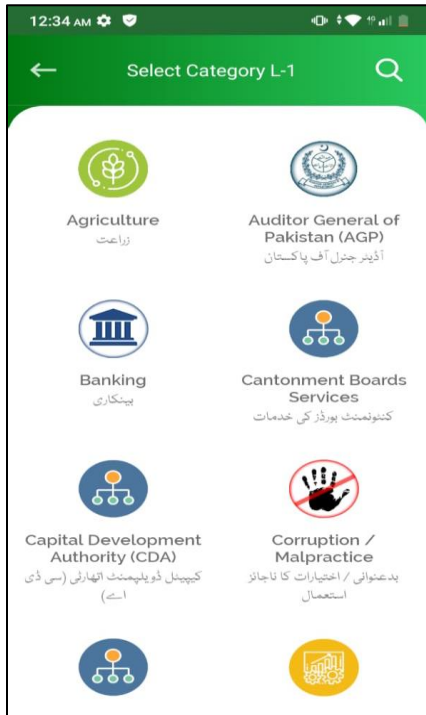 12:34 AM
Select Category L-1
Agriculture
زراعت
Auditor General of
Pakistan (AGP)
آڈیٹر جنرل آف پاکستان
Banking
بینکاری
Cantonment Boards
Services
کنٹونمنٹ بورڈز کی خدمات
Capital Development
Authority (CDA)
کیپیٹل ڈویلپمنٹ اتھارٹی (سی ڈی
اے)
Corruption /
Malpractice
بدعنوانی / اختیارات کا ناجائز
استعمال